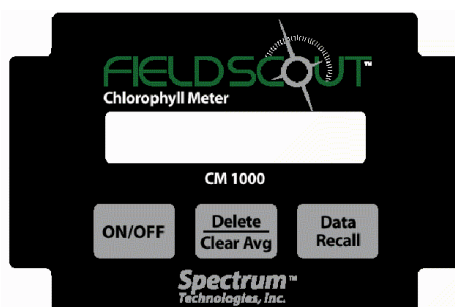 FIELDSCOUT™
Chlorophyll Meter
CM 1000
ON/OFF
Delete
Clear Avg
Data
Recall
Spectrum™
Technologies, Inc.